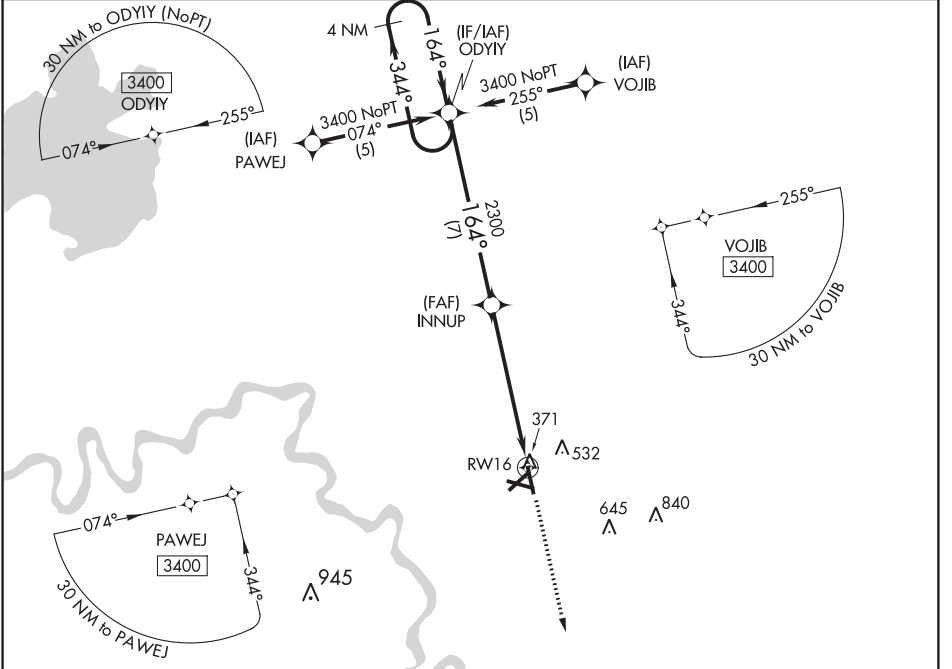 30 NM to ODYIY (NoPT)
3400
ODYIY
255°
074°
4 NM
344°
164°
(IF/IAF)
ODYIY
3400 NoPT
255°
(5)
(IAF)
VOJIB
(IAF)
PAWEJ
3400 NoPT
074°
(5)
2300
164°
(7)
(FAF)
INNUP
255°
VOJIB
3400
344°
30 NM to VOJIB
371
532
RW16
645
840
074°
PAWEJ
3400
344°
30 NM to PAWEJ
945